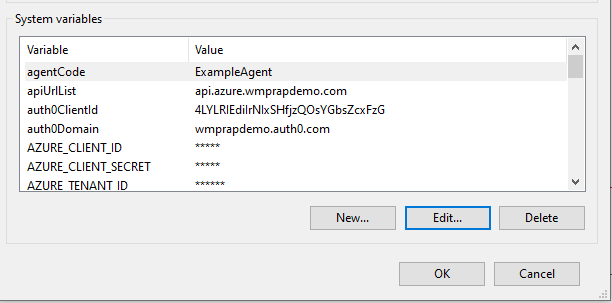 System variables
Variable Value
agentCode ExampleAgent
apiUrlList api.azure.wmprapdemo.com
auth0ClientId 4LYLRIEdiIrNIxSHfjzQOsYGbsZcxFzG
auth0Domain wmprapdemo.auth0.com
AZURE_CLIENT_ID *****
AZURE_CLIENT_SECRET *****
AZURE_TENANT_ID ******
New... Edit... Delete
OK Cancel